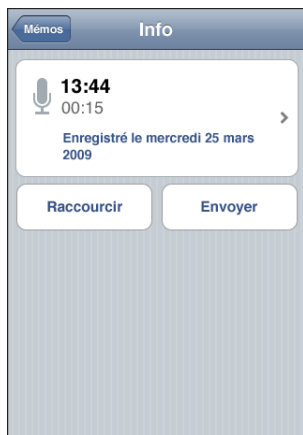 Mémos
Info
13:44
00:15
Enregistré le mercredi 25 mars
2009
Raccourcir
Envoyer